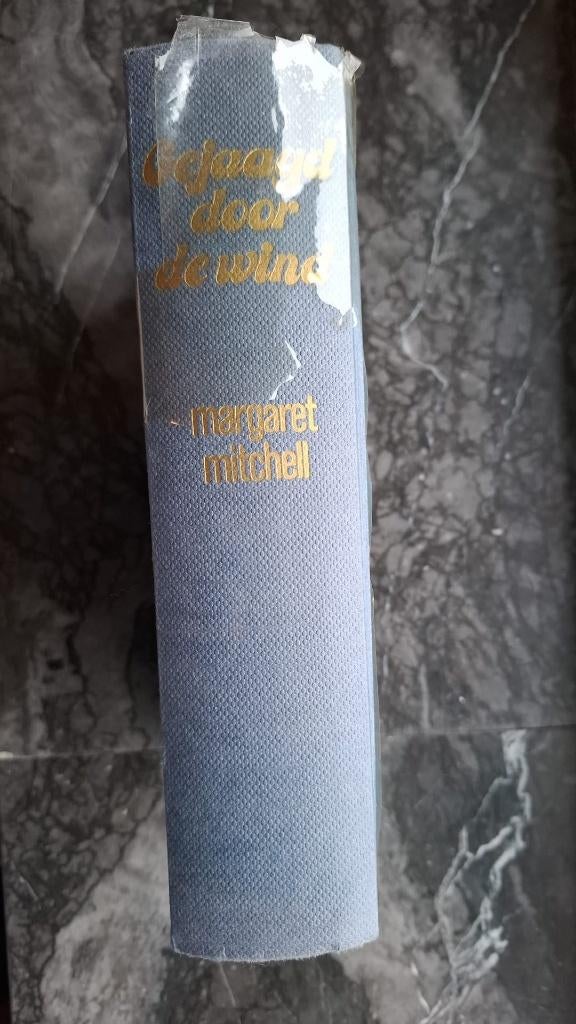 Gejaagd
door
de wind
margaret
mitchell